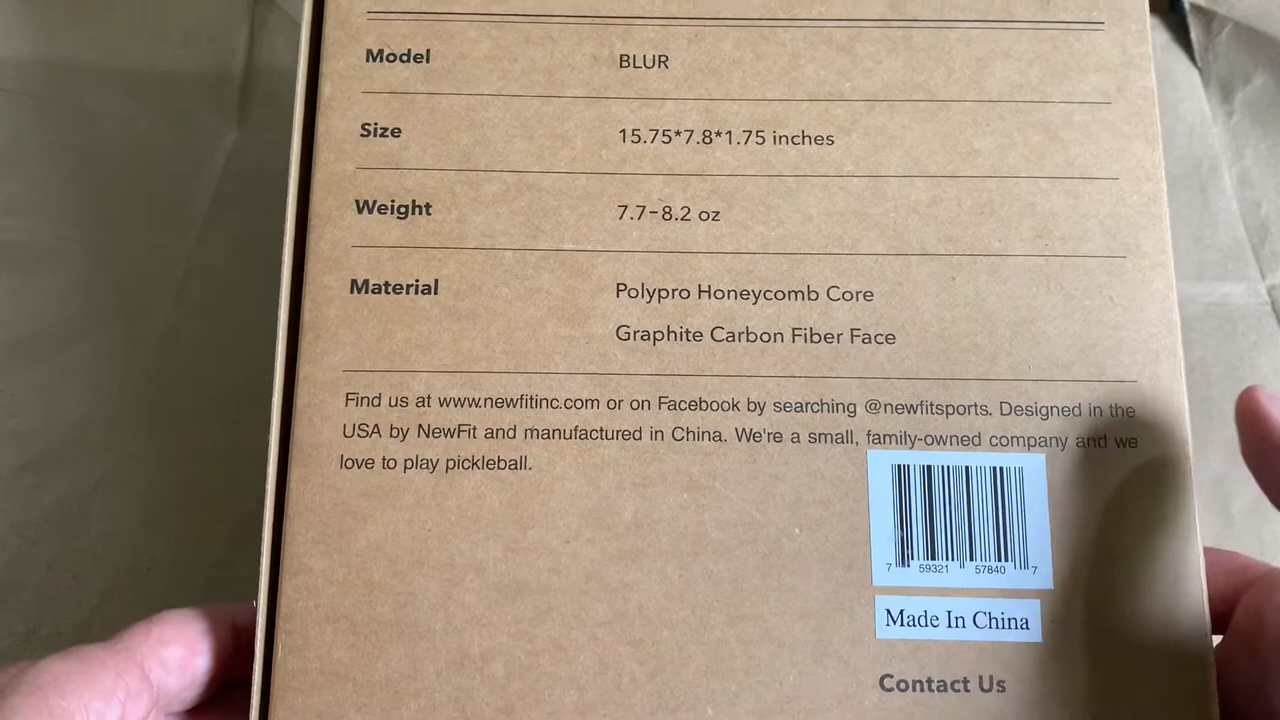 Model BLUR
Size 15.75*7.8*1.75 inches
Weight 7.7-8.2 oz
Material Polypro Honeycomb Core
Graphite Carbon Fiber Face
Find us at www.newfitinc.com or on Facebook by searching @newfitsports. Designed in the
USA by NewFit and manufactured in China. We're a small, family-owned company and we
love to play pickleball.
7 59321 57840 7
Made In China
Contact Us